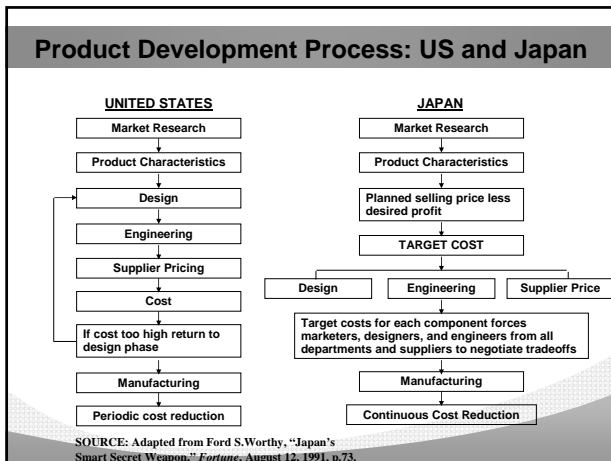 Product Development Process: US and Japan
UNITED STATES
Market Research
Product Characteristics
Design
Engineering
Supplier Pricing
Cost
If cost too high return to
design phase
Manufacturing
Periodic cost reduction
JAPAN
Market Research
Product Characteristics
Planned selling price less
desired profit
TARGET COST
Design
Engineering
Supplier Price
Target costs for each component forces
marketers, designers, and engineers from all
departments and suppliers to negotiate tradeoffs
Manufacturing
Continuous Cost Reduction
SOURCE: Adapted from Ford S.Worthy, “Japan’s
Smart Secret Weapon,” Fortune, August 12, 1991, p.73.